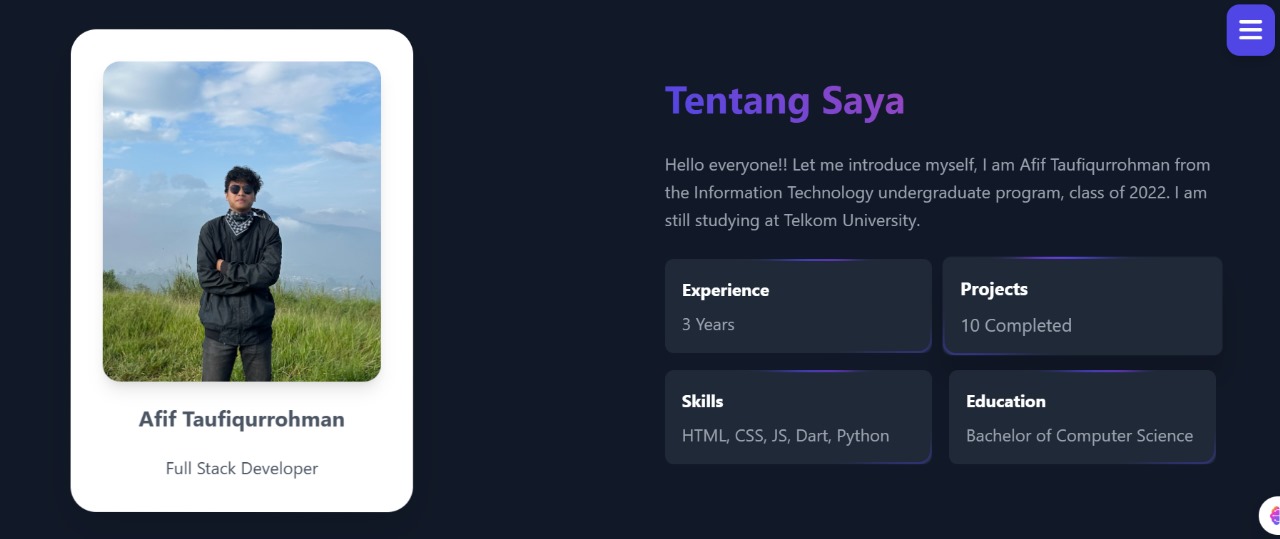 Afif Taufiqurrohman
Full Stack Developer
Tentang Saya
Hello everyone!! Let me introduce myself, I am Afif Taufiqurrohman from
the Information Technology undergraduate program, class of 2022. I am
still studying at Telkom University.
Experience
3 Years
Projects
10 Completed
Skills
HTML, CSS, JS, Dart, Python
Education
Bachelor of Computer Science